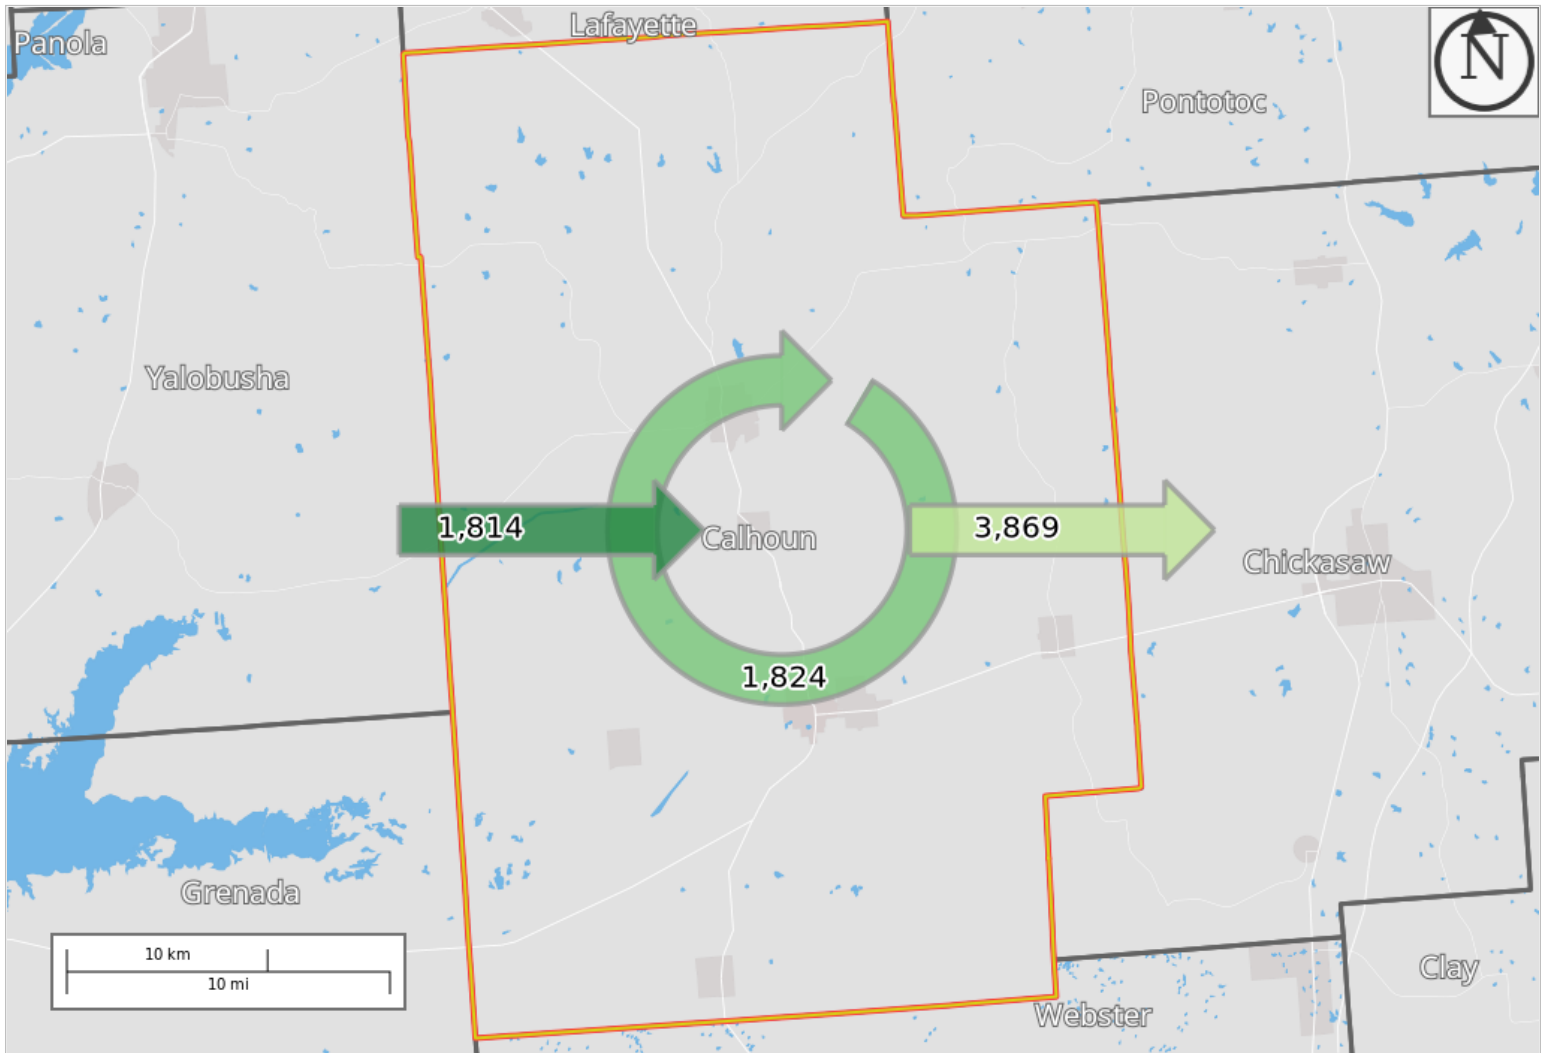 Lafayette
Panola
N
Pontotoc
Yalobusha
1,814
Calhoun
3,869
Chickasaw
1,824
Grenada
10 km
10 mi
Clay
Webster